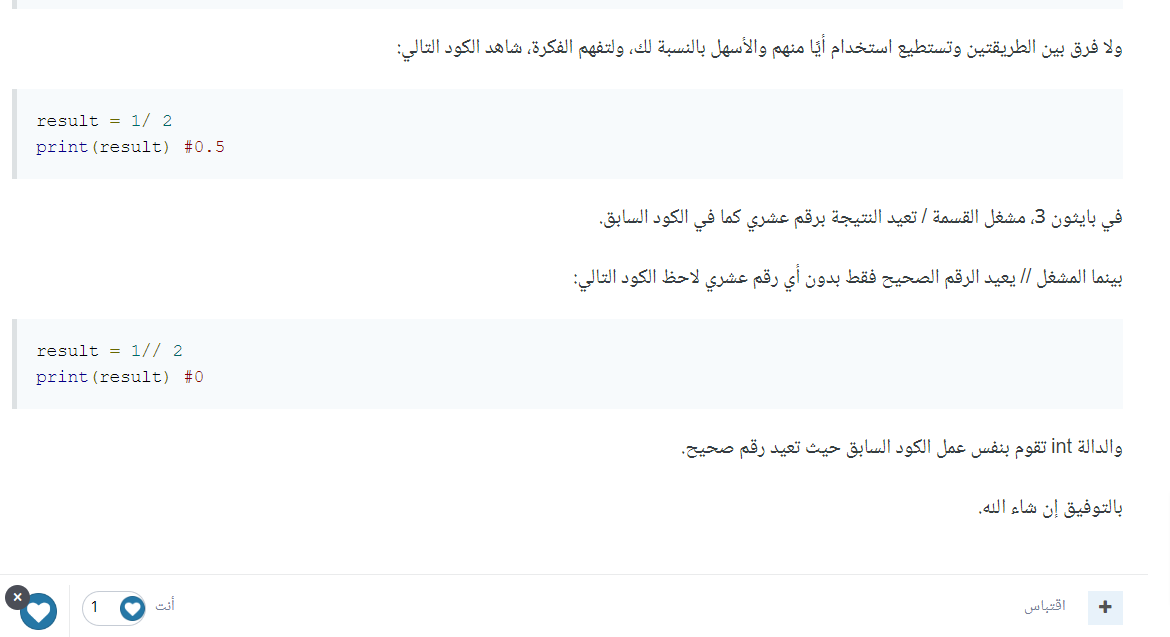 ولا فرق بين الطريقتين وتستطيع استخدام أيًا منهم والأسهل بالنسبة لك، ولتفهم الفكرة، شاهد الكود التالي:
result = 1/ 2
print(result) #0.5
في بايثون 3، مشغل القسمة / تعيد النتيجة برقم عشري كما في الكود السابق.
بينما المشغل // يعيد الرقم الصحيح فقط بدون أي رقم عشري لاحظ الكود التالي:
result = 1// 2
print(result) #0
والدالة int تقوم بنفس عمل الكود السابق حيث تعيد رقم صحيح.
بالتوفيق إن شاء الله.
+ اقتباس
أنت 1